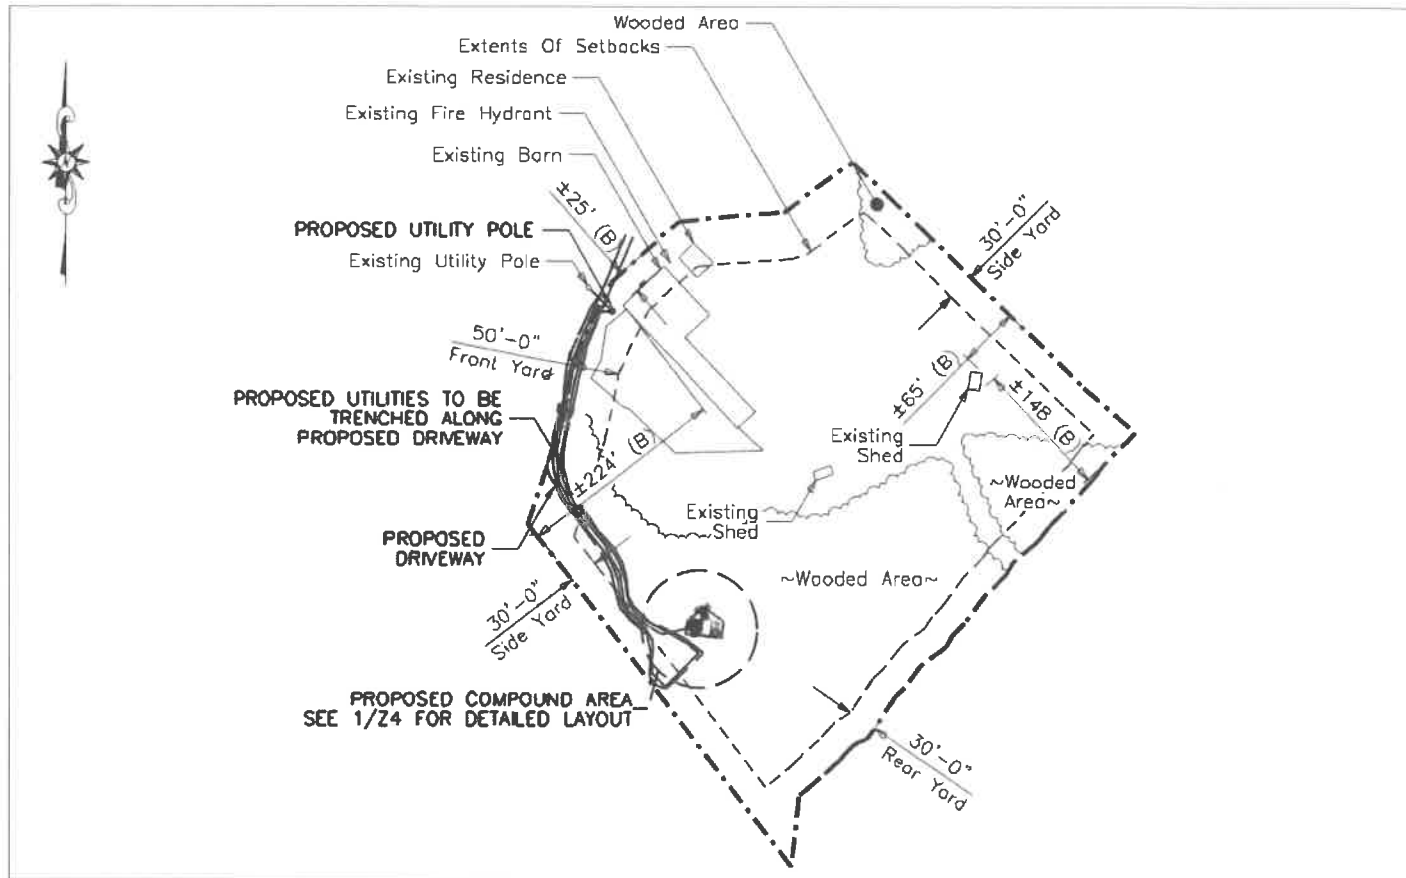 Wooded Area
Extents Of Setbacks
Existing Residence
Existing Fire Hydrant
Existing Barn
±25' (B)
PROPOSED UTILITY POLE
Existing Utility Pole
30'-0"
Side Yard
50'-0"
Front Yard
PROPOSED UTILITIES TO BE
TRENCHED ALONG
PROPOSED DRIVEWAY
±65' (B)
±148 (B)
Existing
Shed
±224' (B)
~Wooded
Area~
Existing
Shed
PROPOSED
DRIVEWAY
~Wooded Area~
30'-0"
Side Yard
PROPOSED COMPOUND AREA
SEE 1/Z4 FOR DETAILED LAYOUT
30'-0"
Rear Yard